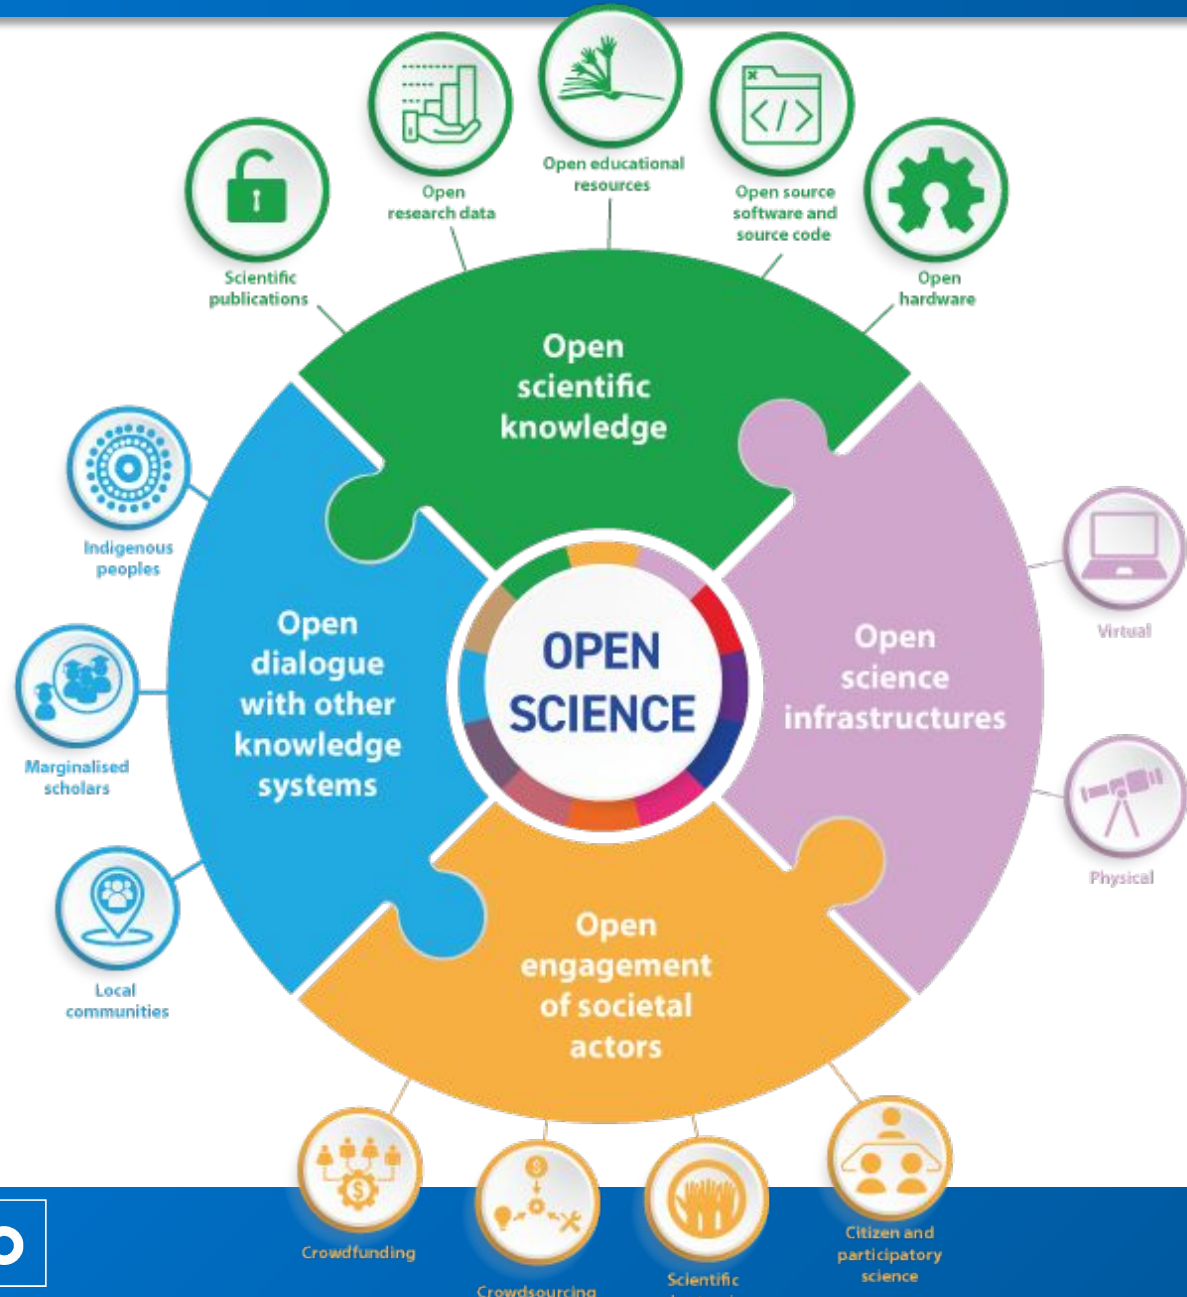 Open educational
resources
Open
research data
Open source
software and
source code
Scientific
publications
Open
hardware
Open
scientific
knowledge
Indigenous
peoples
Open
dialogue
with other
knowledge
systems
OPEN
SCIENCE
Open
science
infrastructures
Virtual
Marginalised
scholars
Physical
Local
communities
Open
engagement
of societal
actors
Crowdfunding
Crowdsourcing
Scientific
Citizen and
participatory
science